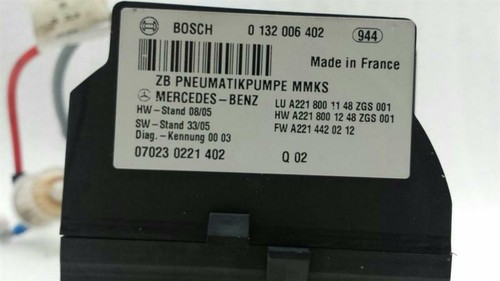 BOSCH 0 132 006 402 944
Made in France
ZB PNEUMATIKPUMPE MMKS
MERCEDES-BENZ
LU A221 800 11 48 ZGS 001
HW-Stand 08/05
HW A221 800 12 48 ZGS 001
SW-Stand 33/05
FW A221 442 02 12
Diag.-Kennung 00 03
07023 0221 402 Q 02